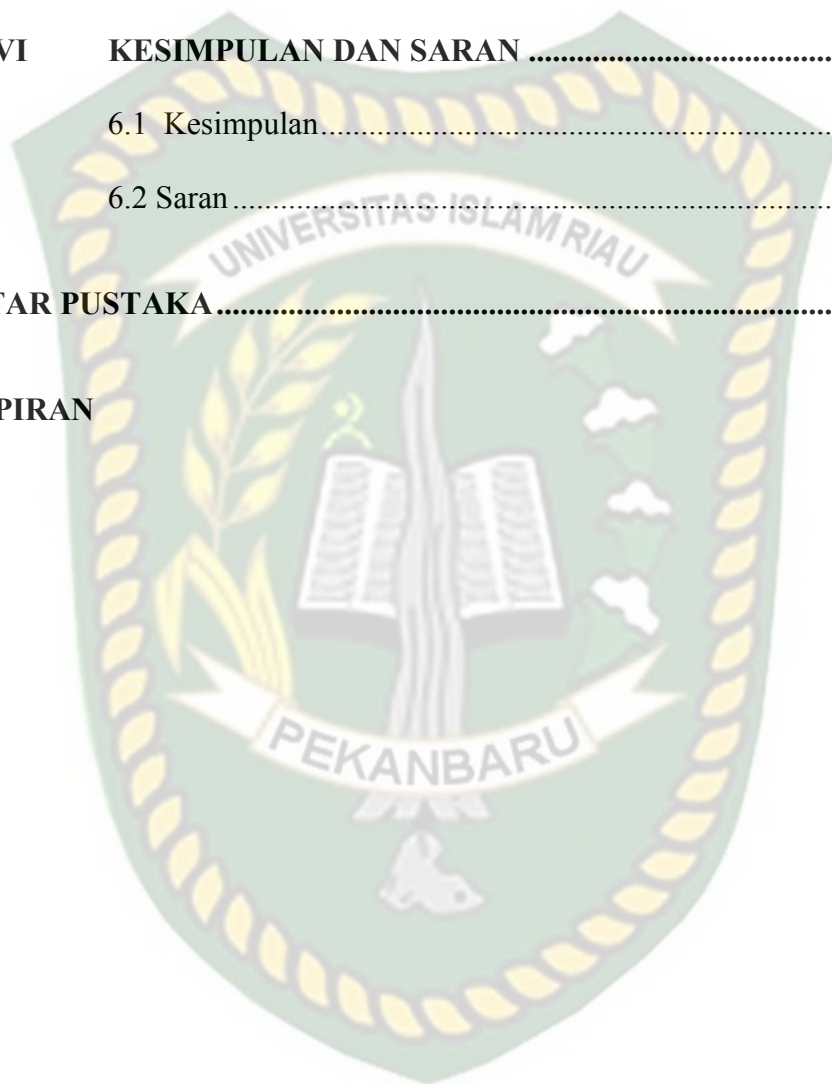 VI KESIMPULAN DAN SARAN ....................................
6.1 Kesimpulan................................................................
6.2 Saran...........................................................................
UNIVERSITAS ISLAM RIAU
TAR PUSTAKA.............................................................................
PIRAN
PEKANBARU